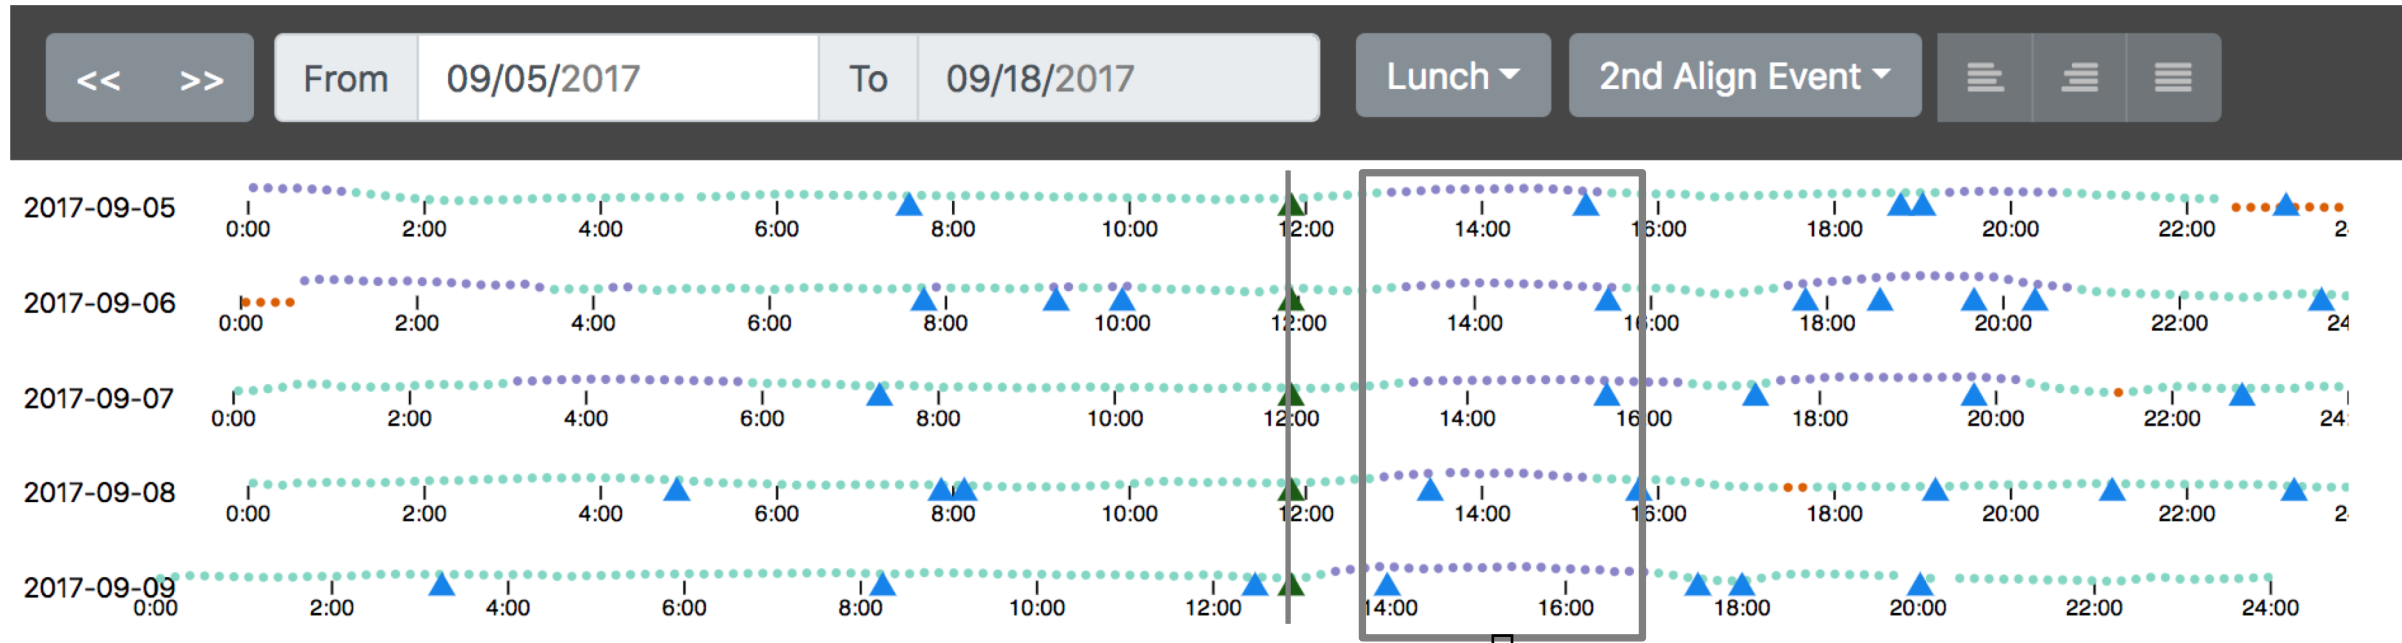 << >> From 09/05/2017 To 09/18/2017 Lunch 2nd Align Event
2017-09-05
0:00 2:00 4:00 6:00 8:00 10:00 12:00 14:00 16:00 18:00 20:00 22:00 2
2017-09-06
0:00 2:00 4:00 6:00 8:00 10:00 12:00 14:00 16:00 18:00 20:00 22:00 24
2017-09-07
0:00 2:00 4:00 6:00 8:00 10:00 12:00 14:00 16:00 18:00 20:00 22:00 24:
2017-09-08
0:00 2:00 4:00 6:00 8:00 10:00 12:00 14:00 16:00 18:00 20:00 22:00 2
2017-09-09
0:00 2:00 4:00 6:00 8:00 10:00 12:00 14:00 16:00 18:00 20:00 22:00 24:00